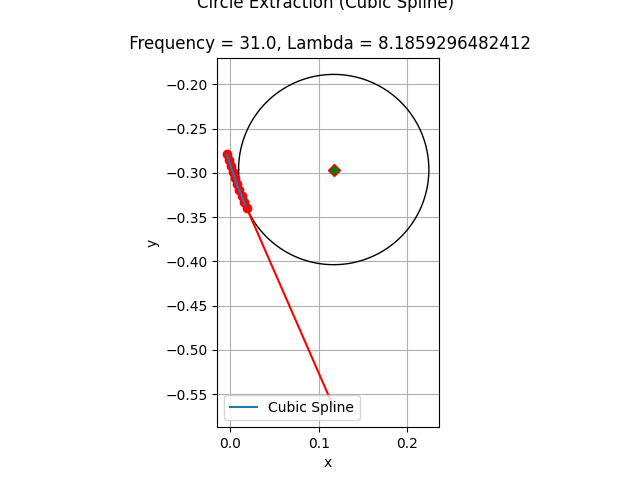 Circle Extraction (Cubic Spline)
Frequency = 31.0, Lambda = 8.1859296482412
−0.20
−0.25
−0.30
−0.35
−0.40
−0.45
−0.50
−0.55
y
Cubic Spline
0.0 0.1 0.2
x